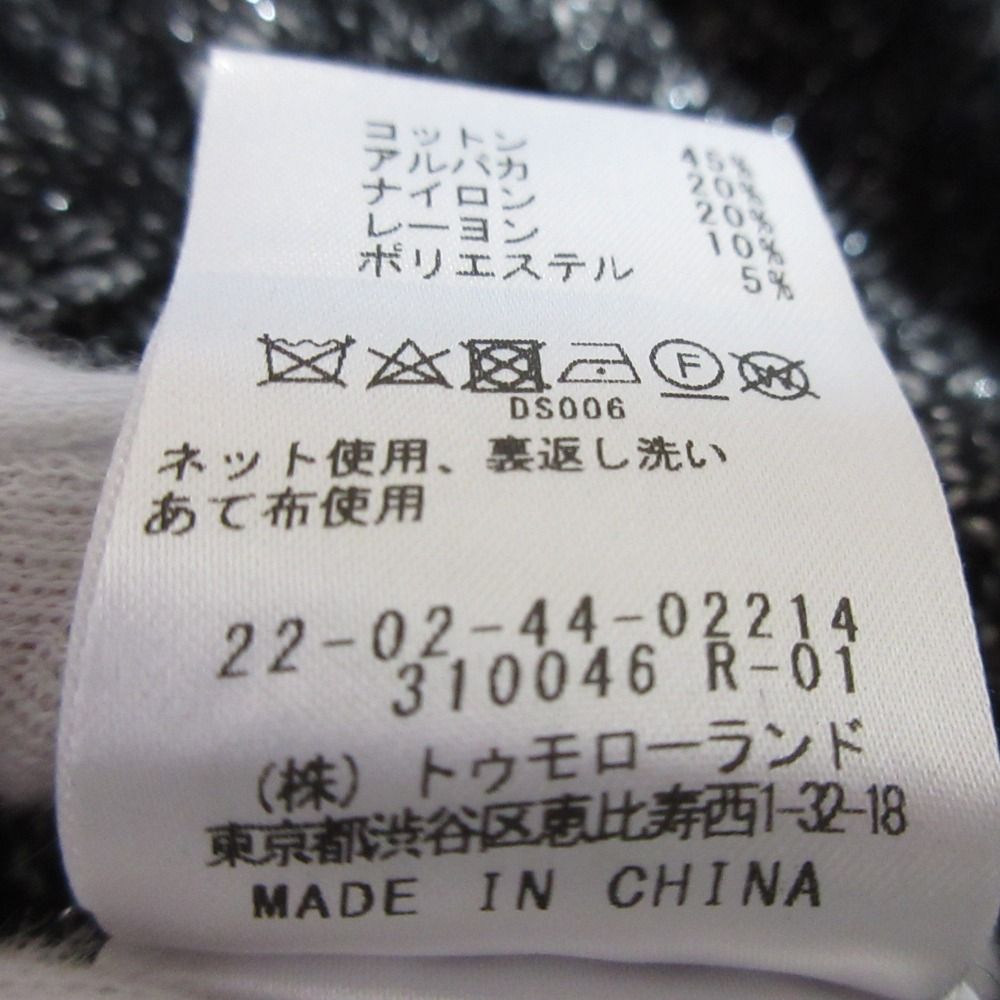 コットン 45%
アルパカ 20%
ナイロン 20%
レーヨン 10%
ポリエステル 5%
F W
DS006
ネット使用、裏返し洗い
あて布使用
22-02-44-02214
310046 R-01
(株) トゥモローランド
東京都渋谷区恵比寿西1-32-18
MADE IN CHINA